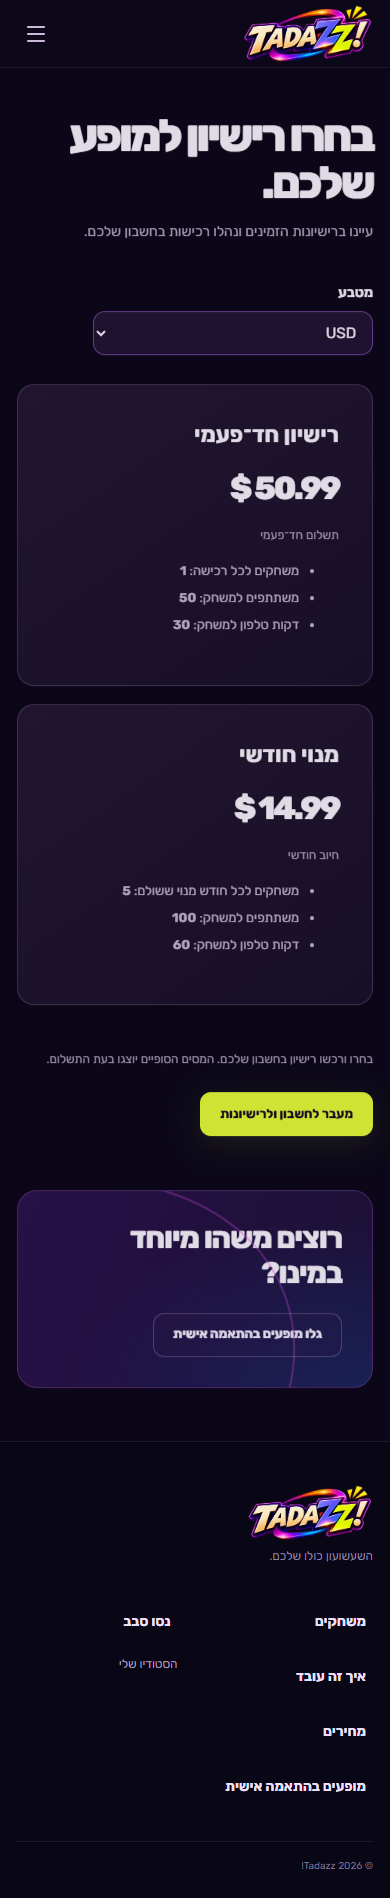 TADAZZ!
בחרו רישיון למופע
שלכם.
עיינו ברישיונות הזמינים ונהלו רכישות בחשבון שלכם.
מטבע
USD
רישיון חד־פעמי
50.99 $
תשלום חד־פעמי
• משחקים לכל רכישה: 1
• משתתפים למשחק: 50
• דקות טלפון למשחק: 30
מנוי חודשי
14.99 $
חיוב חודשי
• משחקים לכל חודש מנוי ששולם: 5
• משתתפים למשחק: 100
• דקות טלפון למשחק: 60
בחרו ורכשו רישיון בחשבון שלכם. המסים הסופיים יוצגו בעת התשלום.
מעבר לחשבון ולרישיונות
רוצים משהו מיוחד
במינו?
גלו מופעים בהתאמה אישית
TADAZZ!
השעשועון כולו שלכם.
משחקים
איך זה עובד
מחירים
מופעים בהתאמה אישית
נסו סבב
הסטודיו שלי
© 2026 Tadazz!